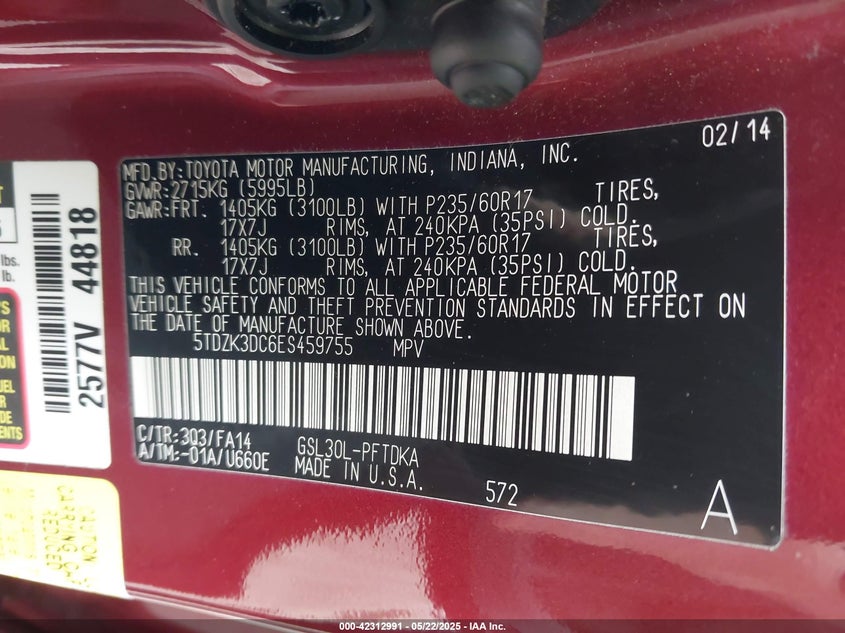 02/14
MFD.BY:TOYOTA MOTOR MANUFACTURING, INDIANA, INC.
GVWR:2715KG (5995LB)
GAWR:FRT. 1405KG (3100LB) WITH P235/60R17 TIRES,
17X7J RIMS, AT 240KPA (35PSI) COLD.
RR. 1405KG (3100LB) WITH P235/60R17 TIRES,
17X7J RIMS, AT 240KPA (35PSI) COLD.
THIS VEHICLE CONFORMS TO ALL APPLICABLE FEDERAL MOTOR
VEHICLE SAFETY AND THEFT PREVENTION STANDARDS IN EFFECT ON
THE DATE OF MANUFACTURE SHOWN ABOVE.
5TDZK3DC6ES459755 MPV
C/TR:3Q3/FA14 GSL30L-PFTDKA
A/TM:-01A/U660E MADE IN U.S.A.
572
A
2577V 44818
lbs.
lb.
CAUTION
REDUCED
000-42312991 - 05/22/2025 - IAA Inc.